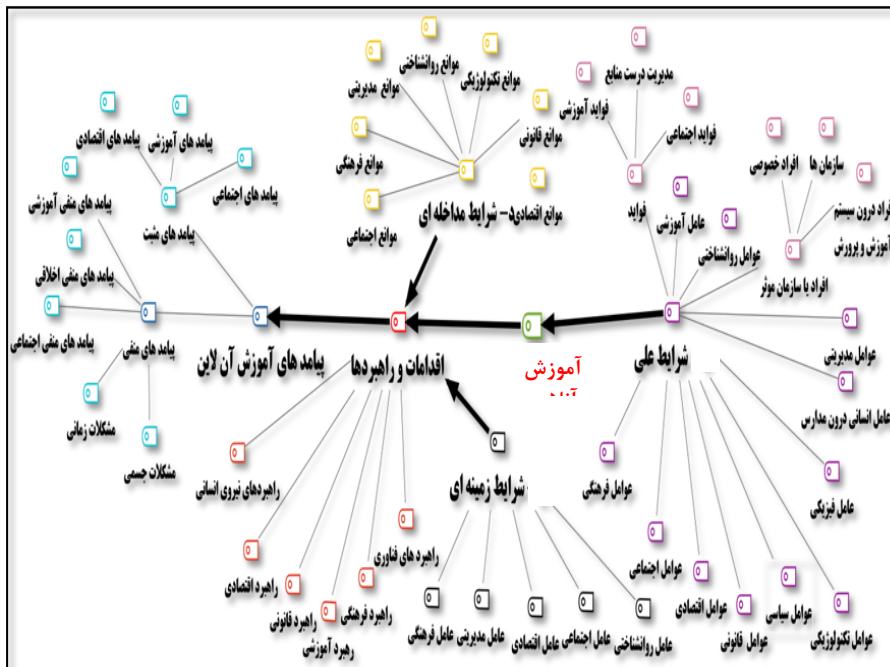 موانع روانشناختی
موانع مدیریتی
موانع تکنولوژیکی
مدیریت درست منابع
فواید آموزشی
فواید اجتماعی
موانع قانونی
موانع فرهنگی
موانع اجتماعی
موانع اقتصادی
د- شرایط مداخله ای
پیامد های اقتصادی
پیامد های آموزشی
پیامد های اجتماعی
پیامد های مثبت
پیامد های منفی آموزشی
پیامد های منفی اخلاقی
پیامد های منفی اجتماعی
پیامد های منفی
مشکلات زمانی
مشکلات جسمی
فواید
عامل آموزشی
عوامل روانشناختی
افراد خصوصی
سازمان ها
افراد درون سیستم
آموزش و پرورش
افراد یا سازمان موثر
پیامد های آموزش آن لاین
اقدامات و راهبردها
آموزش
شرایط علی
عوامل مدیریتی
عامل انسانی درون مدارس
عامل فیزیکی
عوامل فرهنگی
عوامل اجتماعی
عوامل اقتصادی
عوامل قانونی
عوامل سیاسی
عوامل تکنولوژیکی
شرایط زمینه ای
راهبردهای نیروی انسانی
راهبرد اقتصادی
راهبرد قانونی
رهبرد آموزشی
راهبرد فرهنگی
راهبرد های فناوری
عامل فرهنگی
عامل مدیریتی
عامل اقتصادی
عامل اجتماعی
عامل روانشناختی